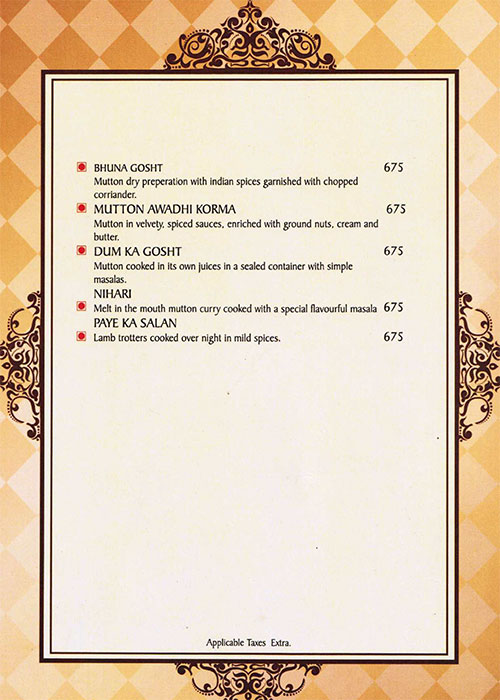 BHUNA GOSHT 675
Mutton dry preperation with indian spices garnished with chopped
corriander.
MUTTON AWADHI KORMA 675
Mutton in velvety, spiced sauces, enriched with ground nuts, cream and
butter.
DUM KA GOSHT 675
Mutton cooked in its own juices in a sealed container with simple
masalas.
NIHARI
Melt in the mouth mutton curry cooked with a special flavourful masala 675
PAYE KA SALAN
Lamb trotters cooked over night in mild spices. 675
Applicable Taxes Extra.